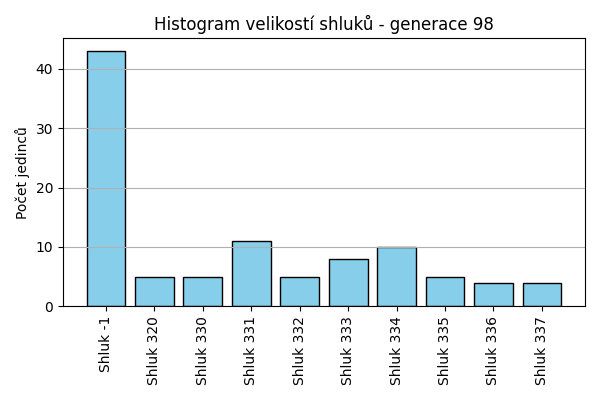 Histogram velikostí shluků - generace 98
Počet jedinců
40
30
20
10
0
Shluk -1
Shluk 320
Shluk 330
Shluk 331
Shluk 332
Shluk 333
Shluk 334
Shluk 335
Shluk 336
Shluk 337